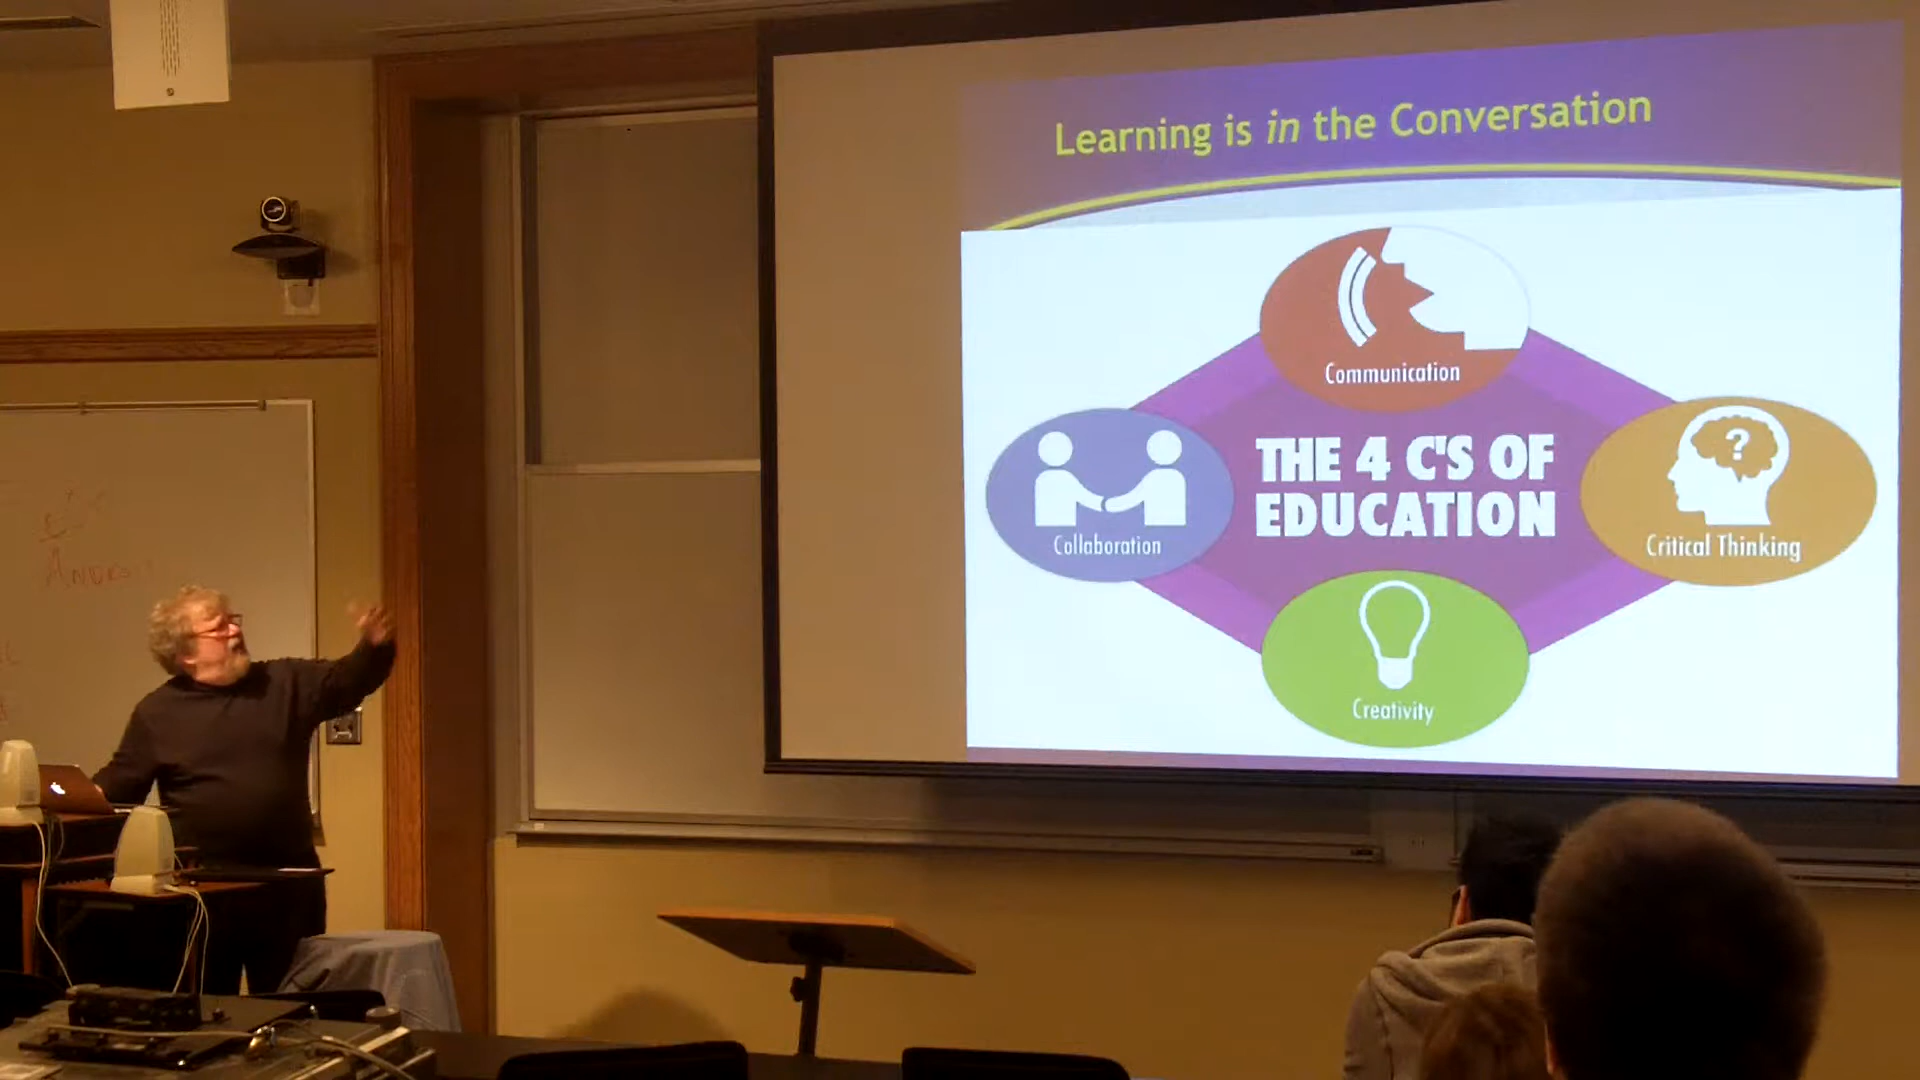 Learning is in the Conversation
Communication
THE 4 C'S OF
EDUCATION
Collaboration
Critical Thinking
Creativity